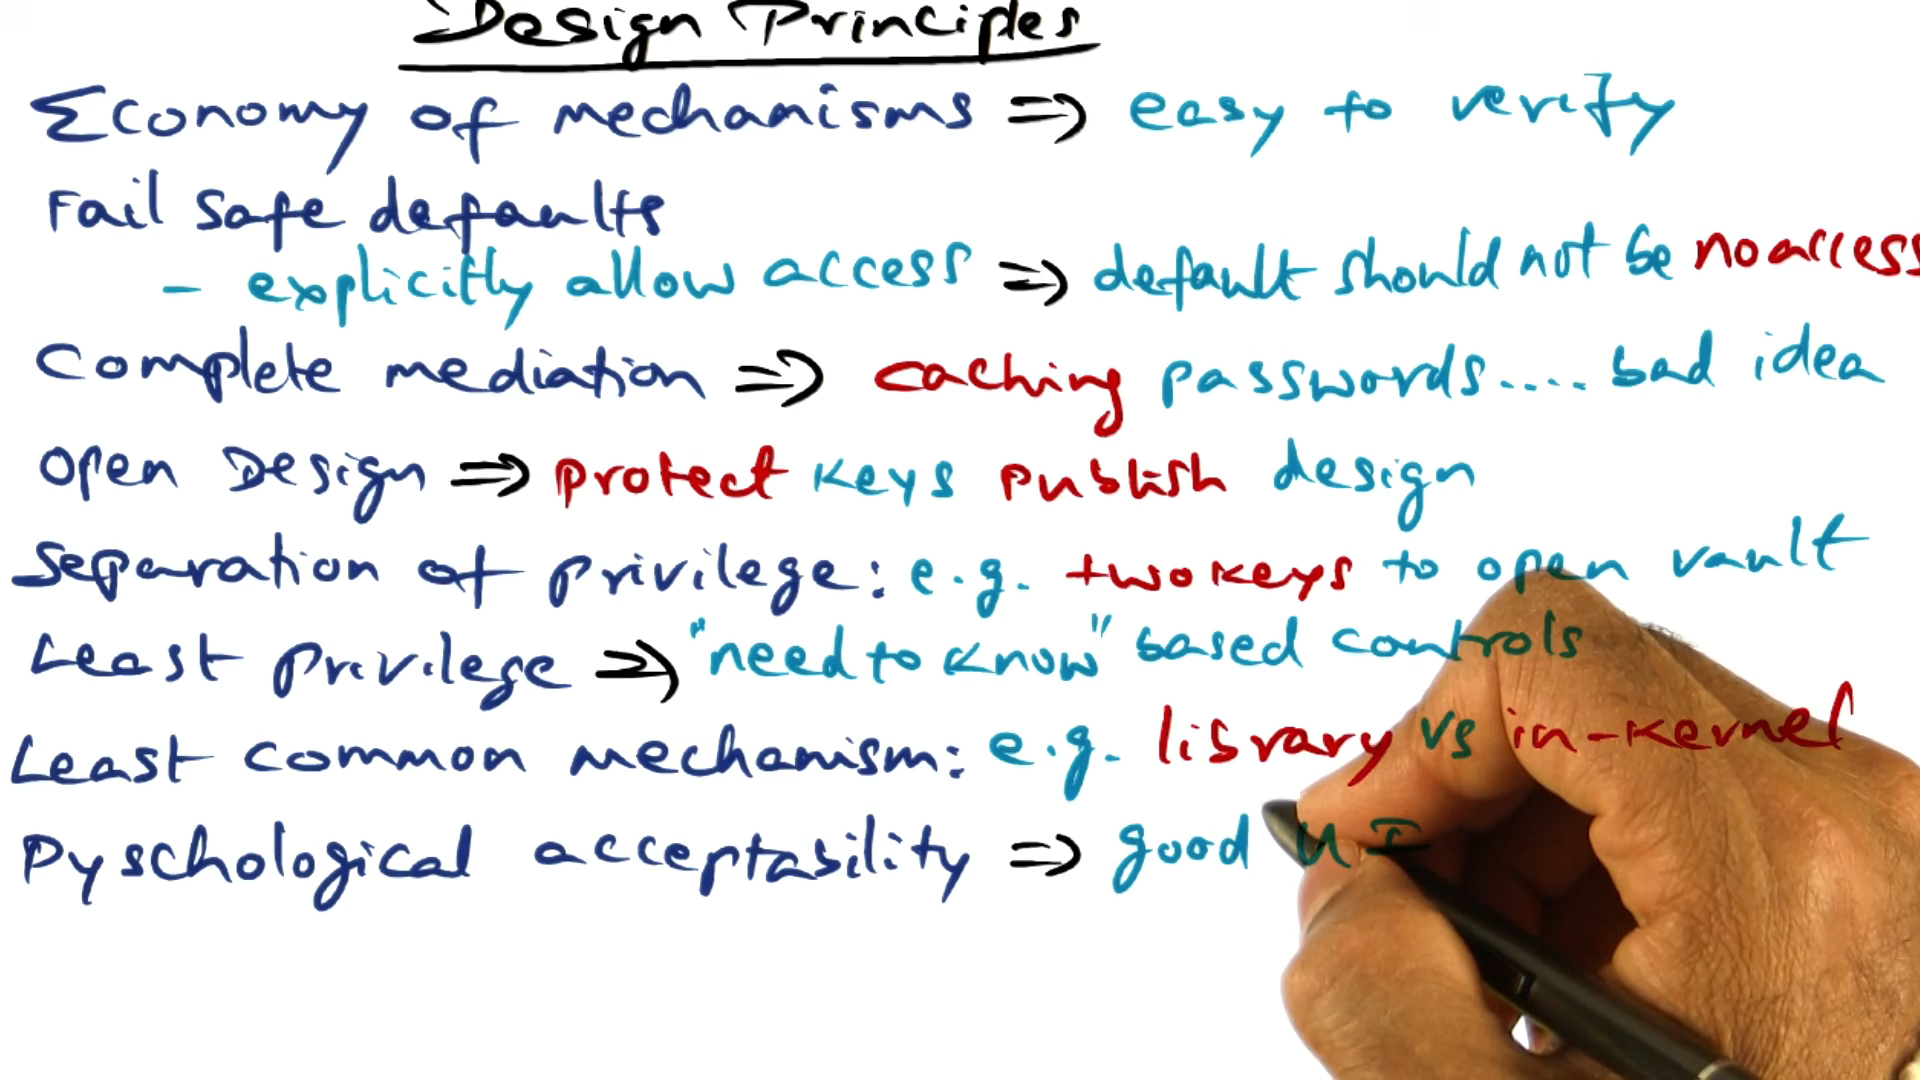 Design Principles
Economy of mechanisms => easy to verify
Fail safe defaults
- explicitly allow access => default should not be no access
Complete mediation => caching passwords.... bad idea
Open Design => protect keys publish design
Separation of privilege: e.g. two keys to open vault
Least privilege => "need to know" based controls
Least common mechanism: e.g. library vs in-kernel
Pyschological acceptability => good UI